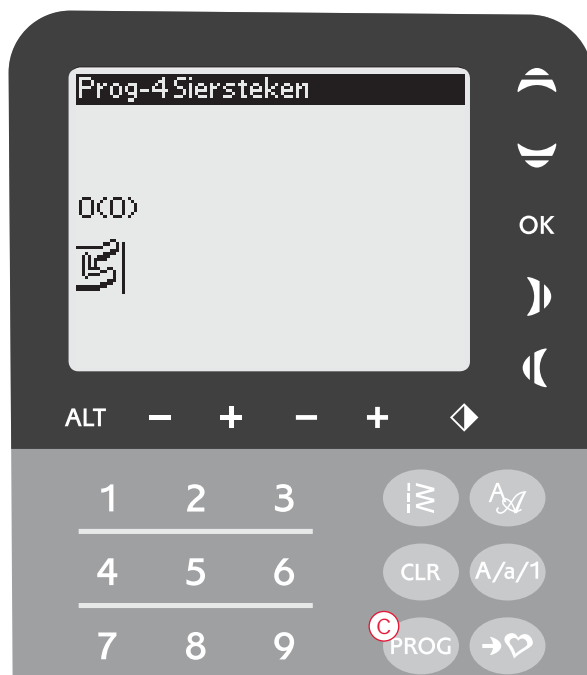 Prog-4 Siersteken
0(0)
OK
ALT − + − +
1 2 3
4 5 6 CLR A/a/1
7 8 9 PROG
C
A